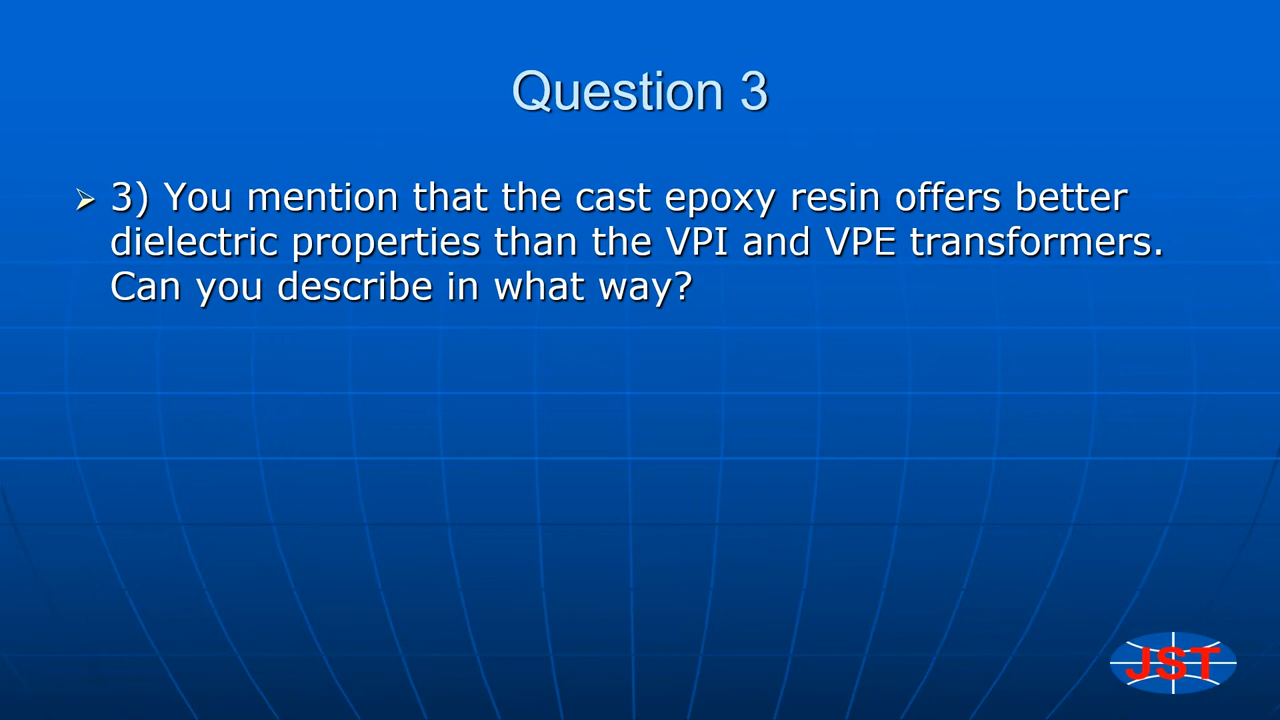 Question 3
3) You mention that the cast epoxy resin offers better
dielectric properties than the VPI and VPE transformers.
Can you describe in what way?
JST